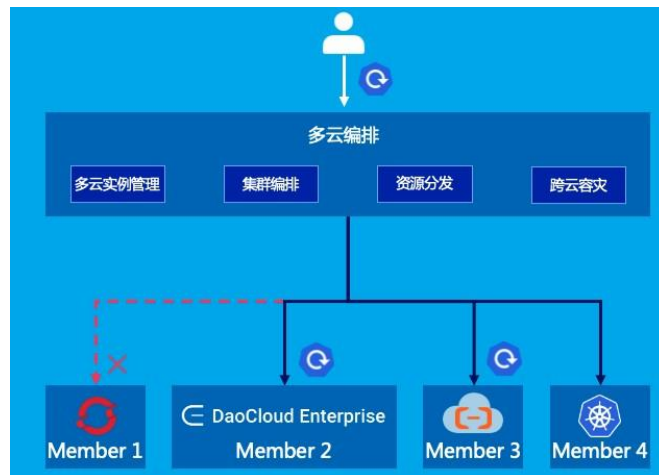 多云编排
多云实例管理
集群编排
资源分发
跨云容灾
DaoCloud Enterprise
Member 1
Member 2
Member 3
Member 4